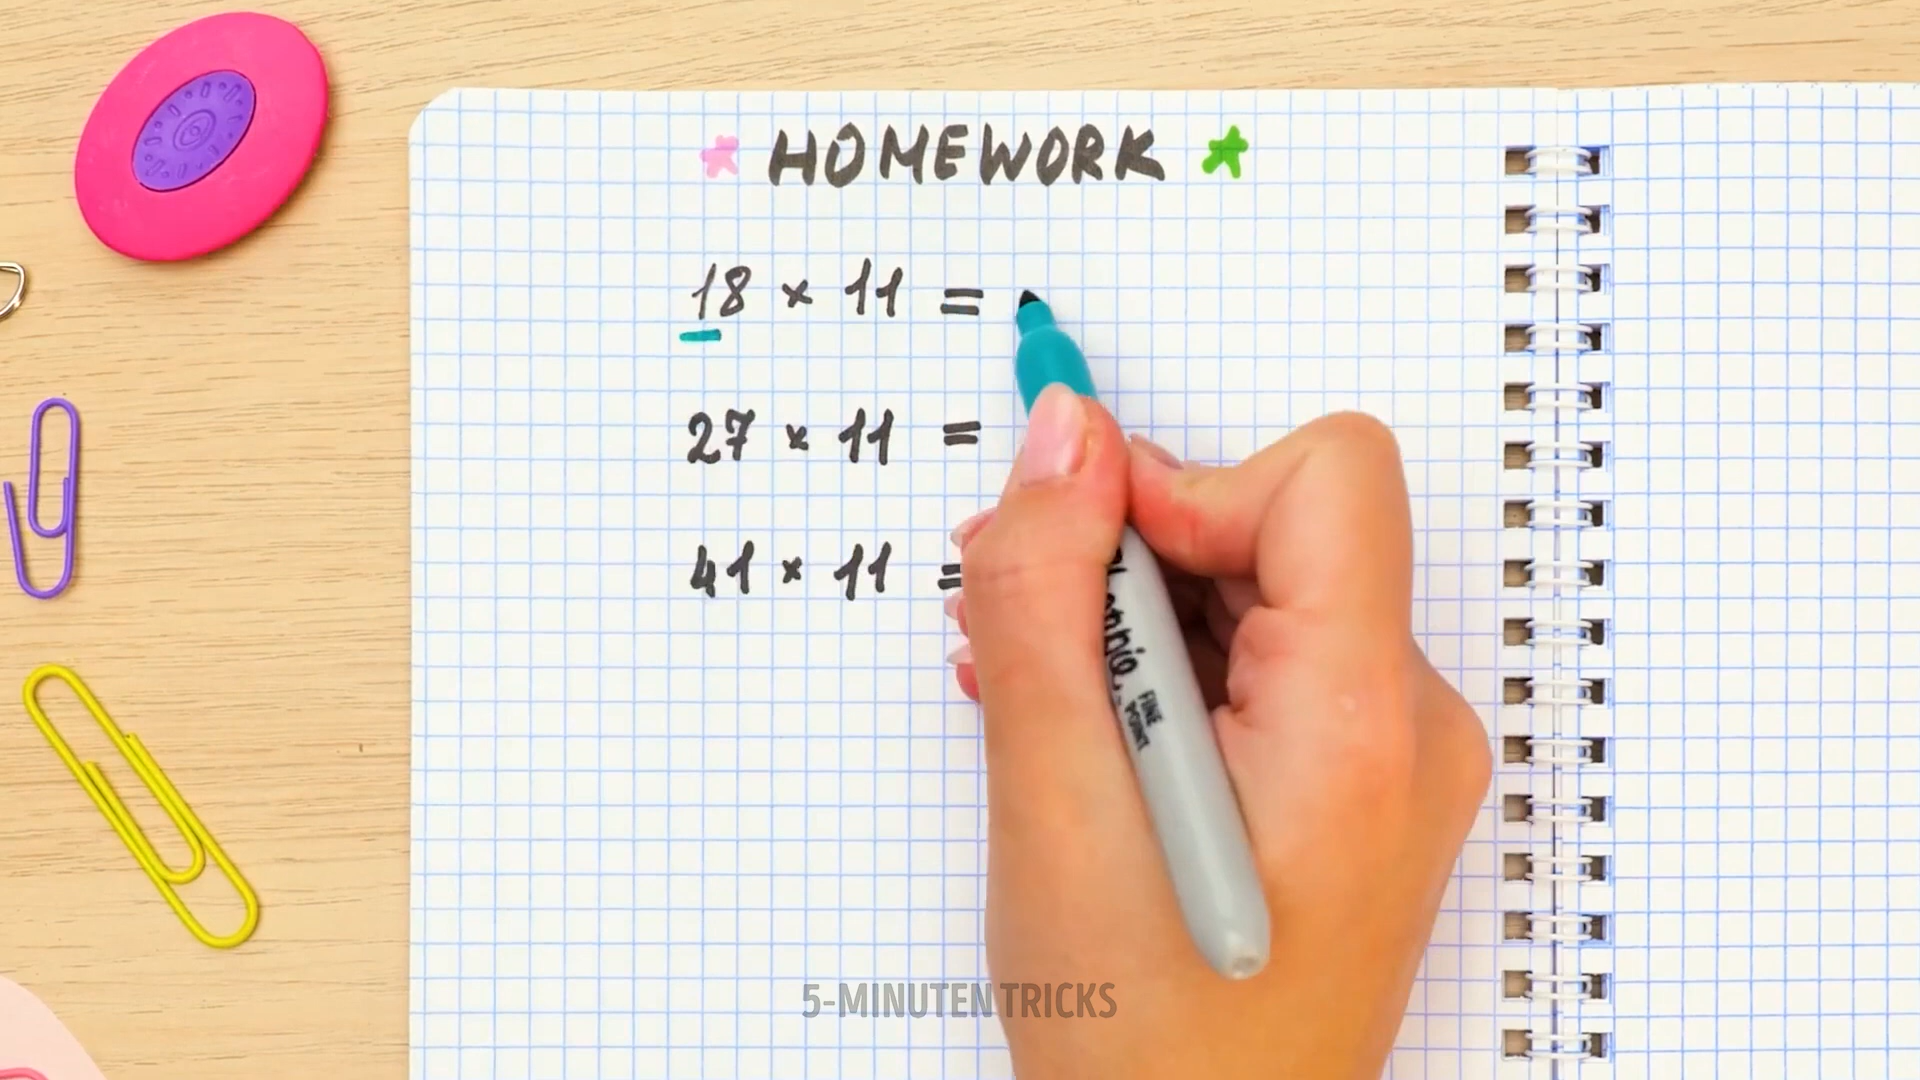 HOMEWORK
18 × 11 =
27 × 11 =
41 × 11 =
Sharpie
FINE
POINT
5-MINUTEN TRICKS